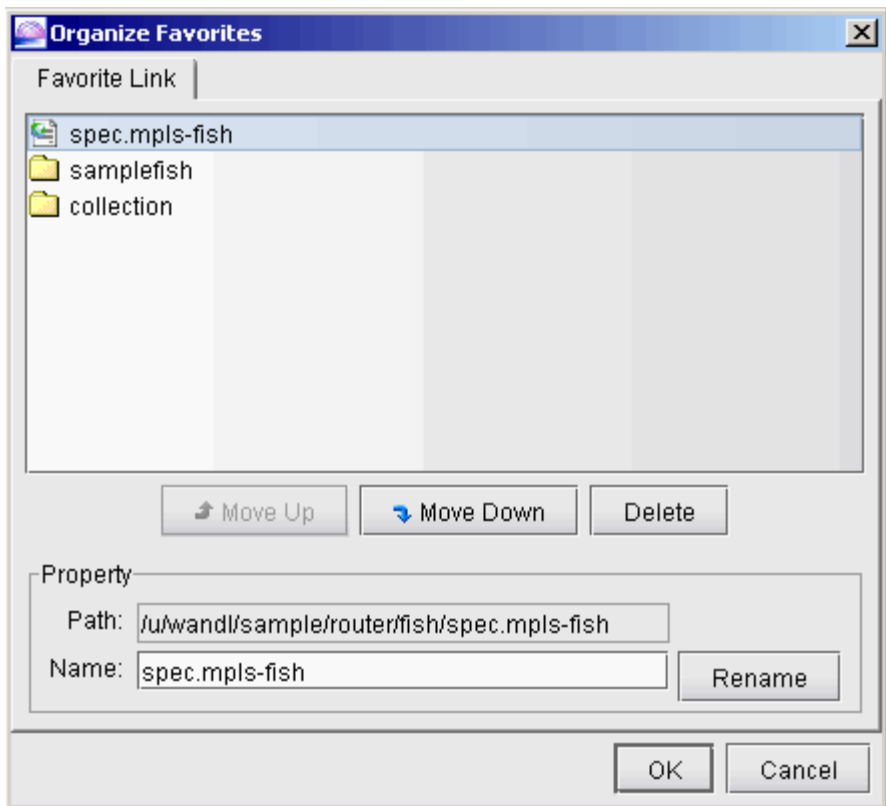 Organize Favorites
Favorite Link
spec.mpls-fish
samplefish
collection
Move Up Move Down Delete
Property
Path: /u/wandl/sample/router/fish/spec.mpls-fish
Name: spec.mpls-fish Rename
OK Cancel